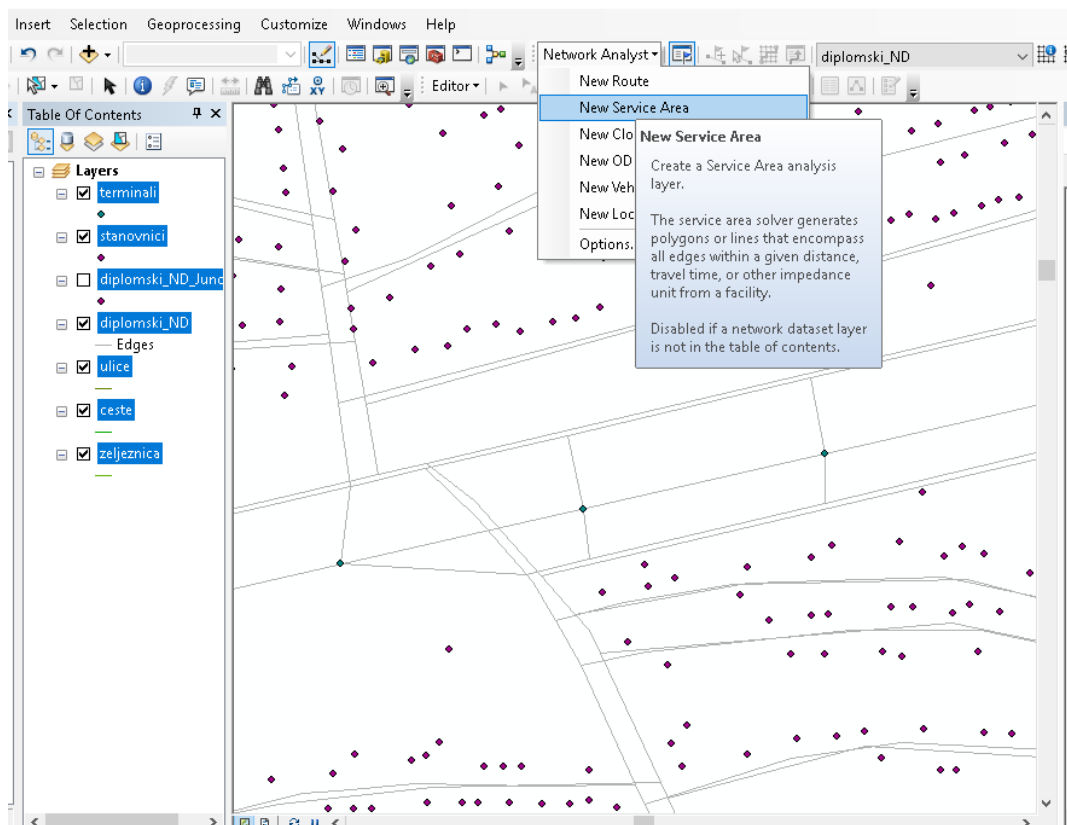 Insert Selection Geoprocessing Customize Windows Help
Network Analyst
diplomski_ND
Editor
Table Of Contents
Layers
terminali
stanovnici
diplomski_ND_Junc
diplomski_ND
Edges
ulice
ceste
zeljeznica
New Route
New Service Area
New Clo
New OD
New Veh
New Loc
Options.
New Service Area
Create a Service Area analysis
layer.
The service area solver generates
polygons or lines that encompass
all edges within a given distance,
travel time, or other impedance
unit from a facility.
Disabled if a network dataset layer
is not in the table of contents.